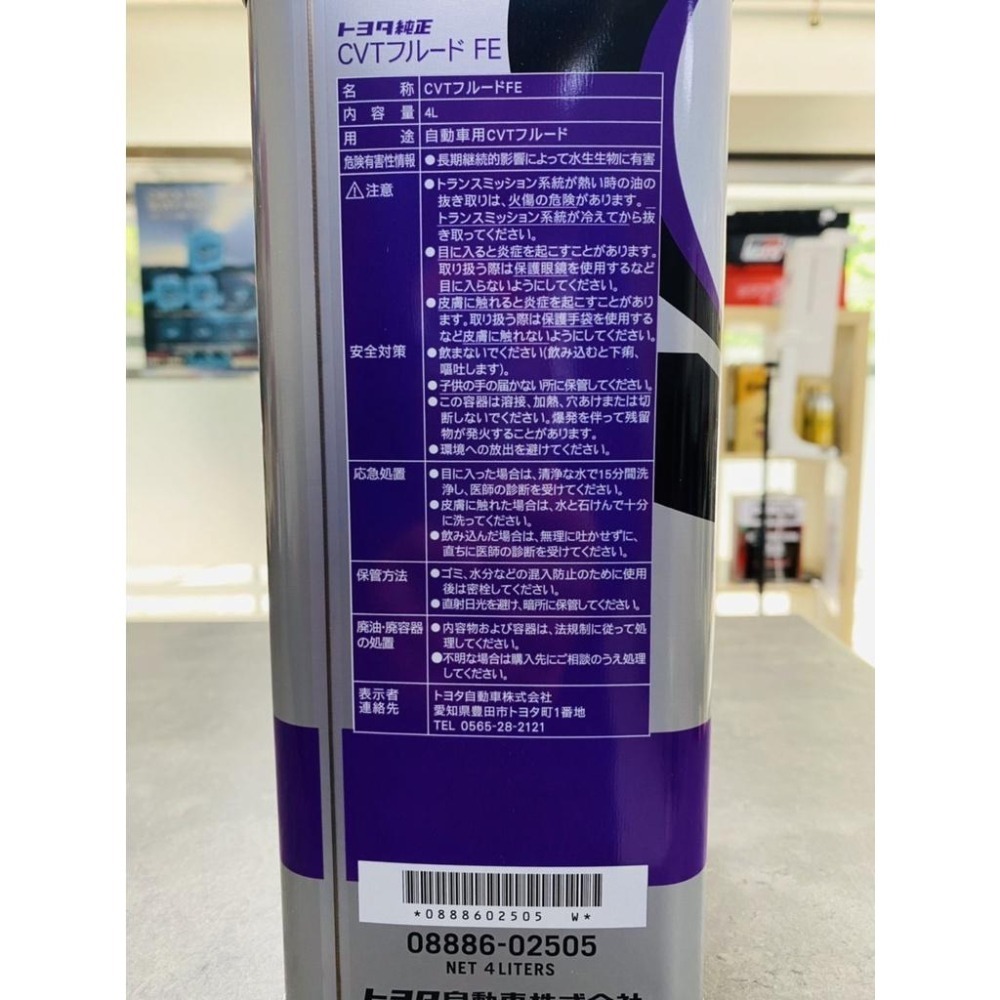 トヨタ純正
CVTフルード FE
名 称 CVTフルードFE
内 容 量 4L
用 途 自動車用CVTフルード
危険有害性情報 ●長期継続的影響によって水生生物に有害
⚠注意 ●トランスミッション系統が熱い時の油の
抜き取りは、火傷の危険があります。
トランスミッション系統が冷えてから抜
き取ってください。
●目に入ると炎症を起こすことがあります。
取り扱う際は保護眼鏡を使用するなど
目に入らないようにしてください。
●皮膚に触れると炎症を起こすことがあり
ます。取り扱う際は保護手袋を使用する
など皮膚に触れないようにしてください。
安全対策 ●飲まないでください(飲み込むと下痢、
嘔吐します)。
●子供の手の届かない所に保管してください。
●この容器は溶接、加熱、穴あけまたは切
断しないでください。爆発を伴って残留
物が発火することがあります。
●環境への放出を避けてください。
応急処置 ●目に入った場合は、清浄な水で15分間洗
浄し、医師の診断を受けてください。
●皮膚に触れた場合は、水と石けんで十分
に洗ってください。
●飲み込んだ場合は、無理に吐かせずに、
直ちに医師の診断を受けてください。
保管方法 ●ゴミ、水分などの混入防止のために使用
後は密栓してください。
●直射日光を避け、暗所に保管してください。
廃油・廃容器 ●内容物および容器は、法規制に従って処
の処置 理してください。
●不明な場合は購入先にご相談のうえ処理
してください。
表示者 トヨタ自動車株式会社
連絡先 愛知県豊田市トヨタ町1番地
TEL 0565-28-2121
*0888602505 W*
08886-02505
NET 4 LITERS
トヨタ自動車株式会社